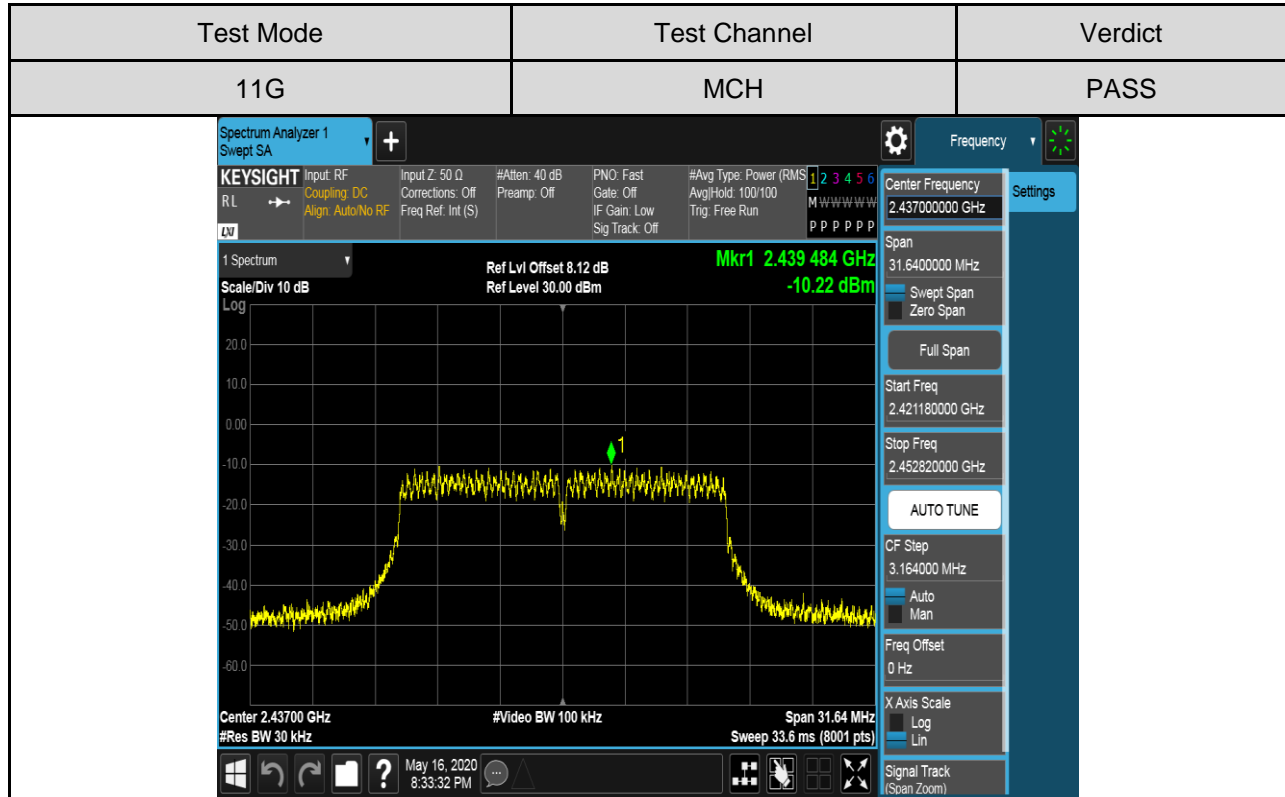 Test Mode Test Channel Verdict
11G MCH PASS
Spectrum Analyzer 1
Swept SA
+
Frequency
KEYSIGHT Input: RF Input Z: 50 Ω #Atten: 40 dB PNO: Fast #Avg Type: Power (RMS 1 2 3 4 5 6
RL Coupling: DC Corrections: Off Preamp: Off Gate: Off Avg|Hold: 100/100 M W W W W W
Align: Auto/No RF Freq Ref: Int (S) IF Gain: Low Trig: Free Run
LXI Sig Track: Off P P P P P P
1 Spectrum
Ref Lvl Offset 8.12 dB Mkr1 2.439 484 GHz
Scale/Div 10 dB Ref Level 30.00 dBm -10.22 dBm
Log
20.0
10.0
0.00
-10.0
-20.0
-30.0
-40.0
-50.0
-60.0
1
Center 2.43700 GHz #Video BW 100 kHz Span 31.64 MHz
#Res BW 30 kHz Sweep 33.6 ms (8001 pts)
?
May 16, 2020
8:33:32 PM
Center Frequency
2.437000000 GHz
Settings
Span
31.6400000 MHz
Swept Span
Zero Span
Full Span
Start Freq
2.421180000 GHz
Stop Freq
2.452820000 GHz
AUTO TUNE
CF Step
3.164000 MHz
Auto
Man
Freq Offset
0 Hz
X Axis Scale
Log
Lin
Signal Track
(Span Zoom)